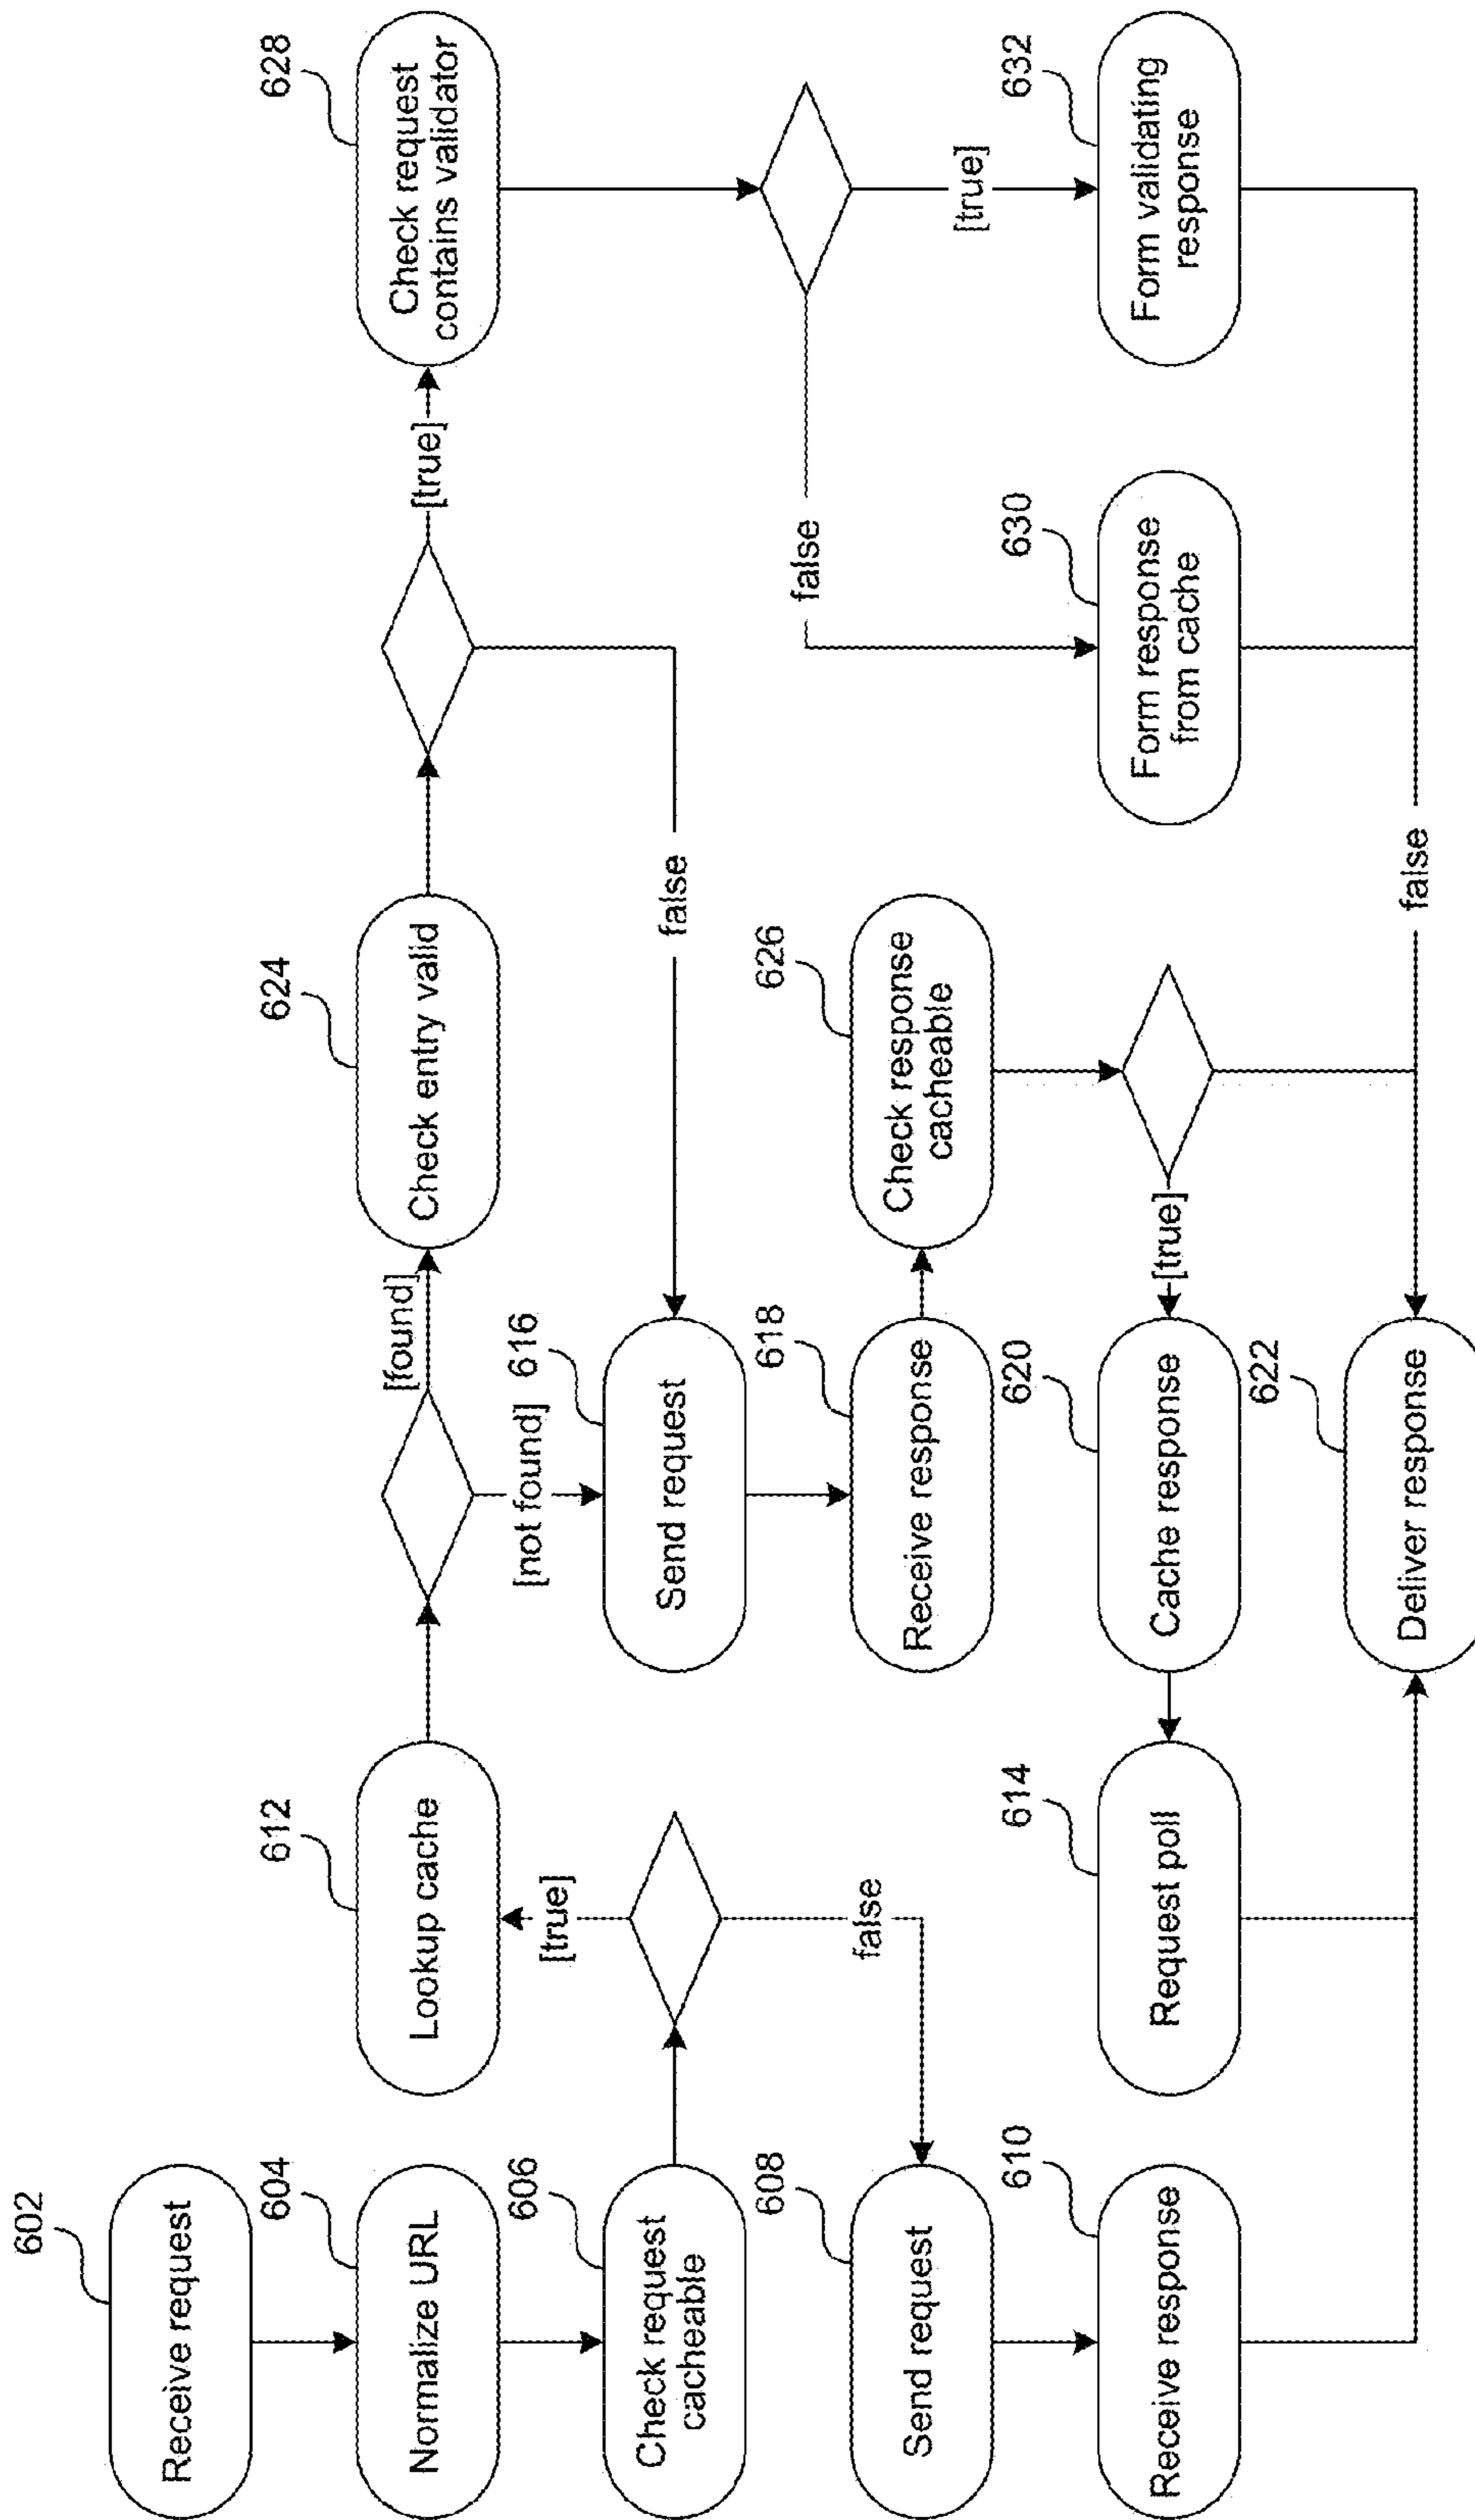 602
Receive request
604
Normalize URL
606
Check request
cacheable
[true]
false
608
Send request
610
Receive response
612
Lookup cache
[found]
[not found]
616
Send request
618
Receive response
620
Cache response
614
Request poll
622
Deliver response
624
Check entry valid
[true]
false
626
Check response
cacheable
[true]
false
628
Check request
contains validator
[true]
false
630
Form response
from cache
632
Form validating
response